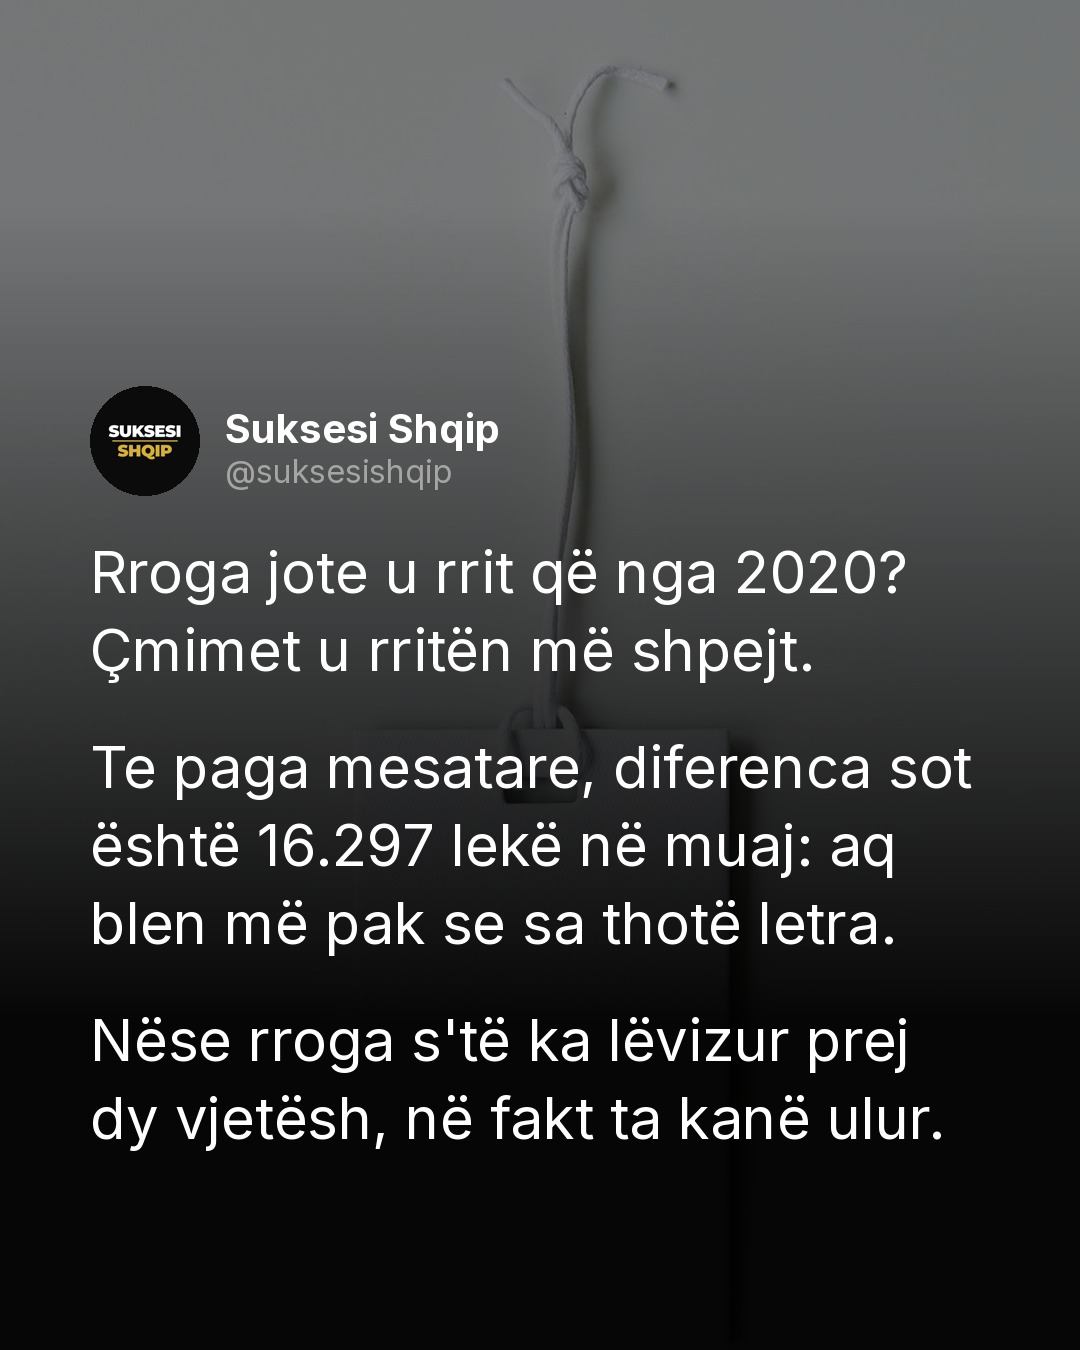 SUKSESI
SHQIP
Suksesi Shqip
@suksesishqip
Rroga jote u rrit që nga 2020?
Çmimet u rritën më shpejt.
Te paga mesatare, diferenca sot
është 16.297 lekë në muaj: aq
blen më pak se sa thotë letra.
Nëse rroga s'të ka lëvizur prej
dy vjetësh, në fakt ta kanë ulur.